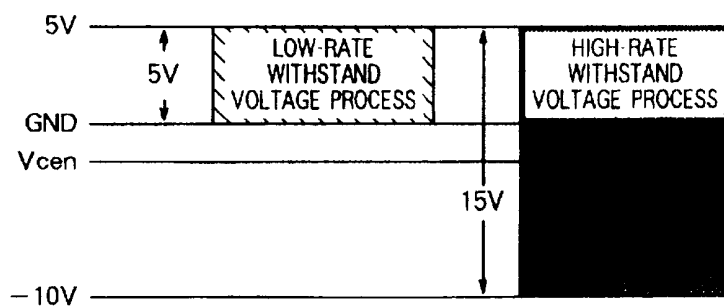 5V
5V
LOW-RATE
WITHSTAND
VOLTAGE PROCESS
HIGH-RATE
WITHSTAND
VOLTAGE PROCESS
GND
Vcen
15V
−10V